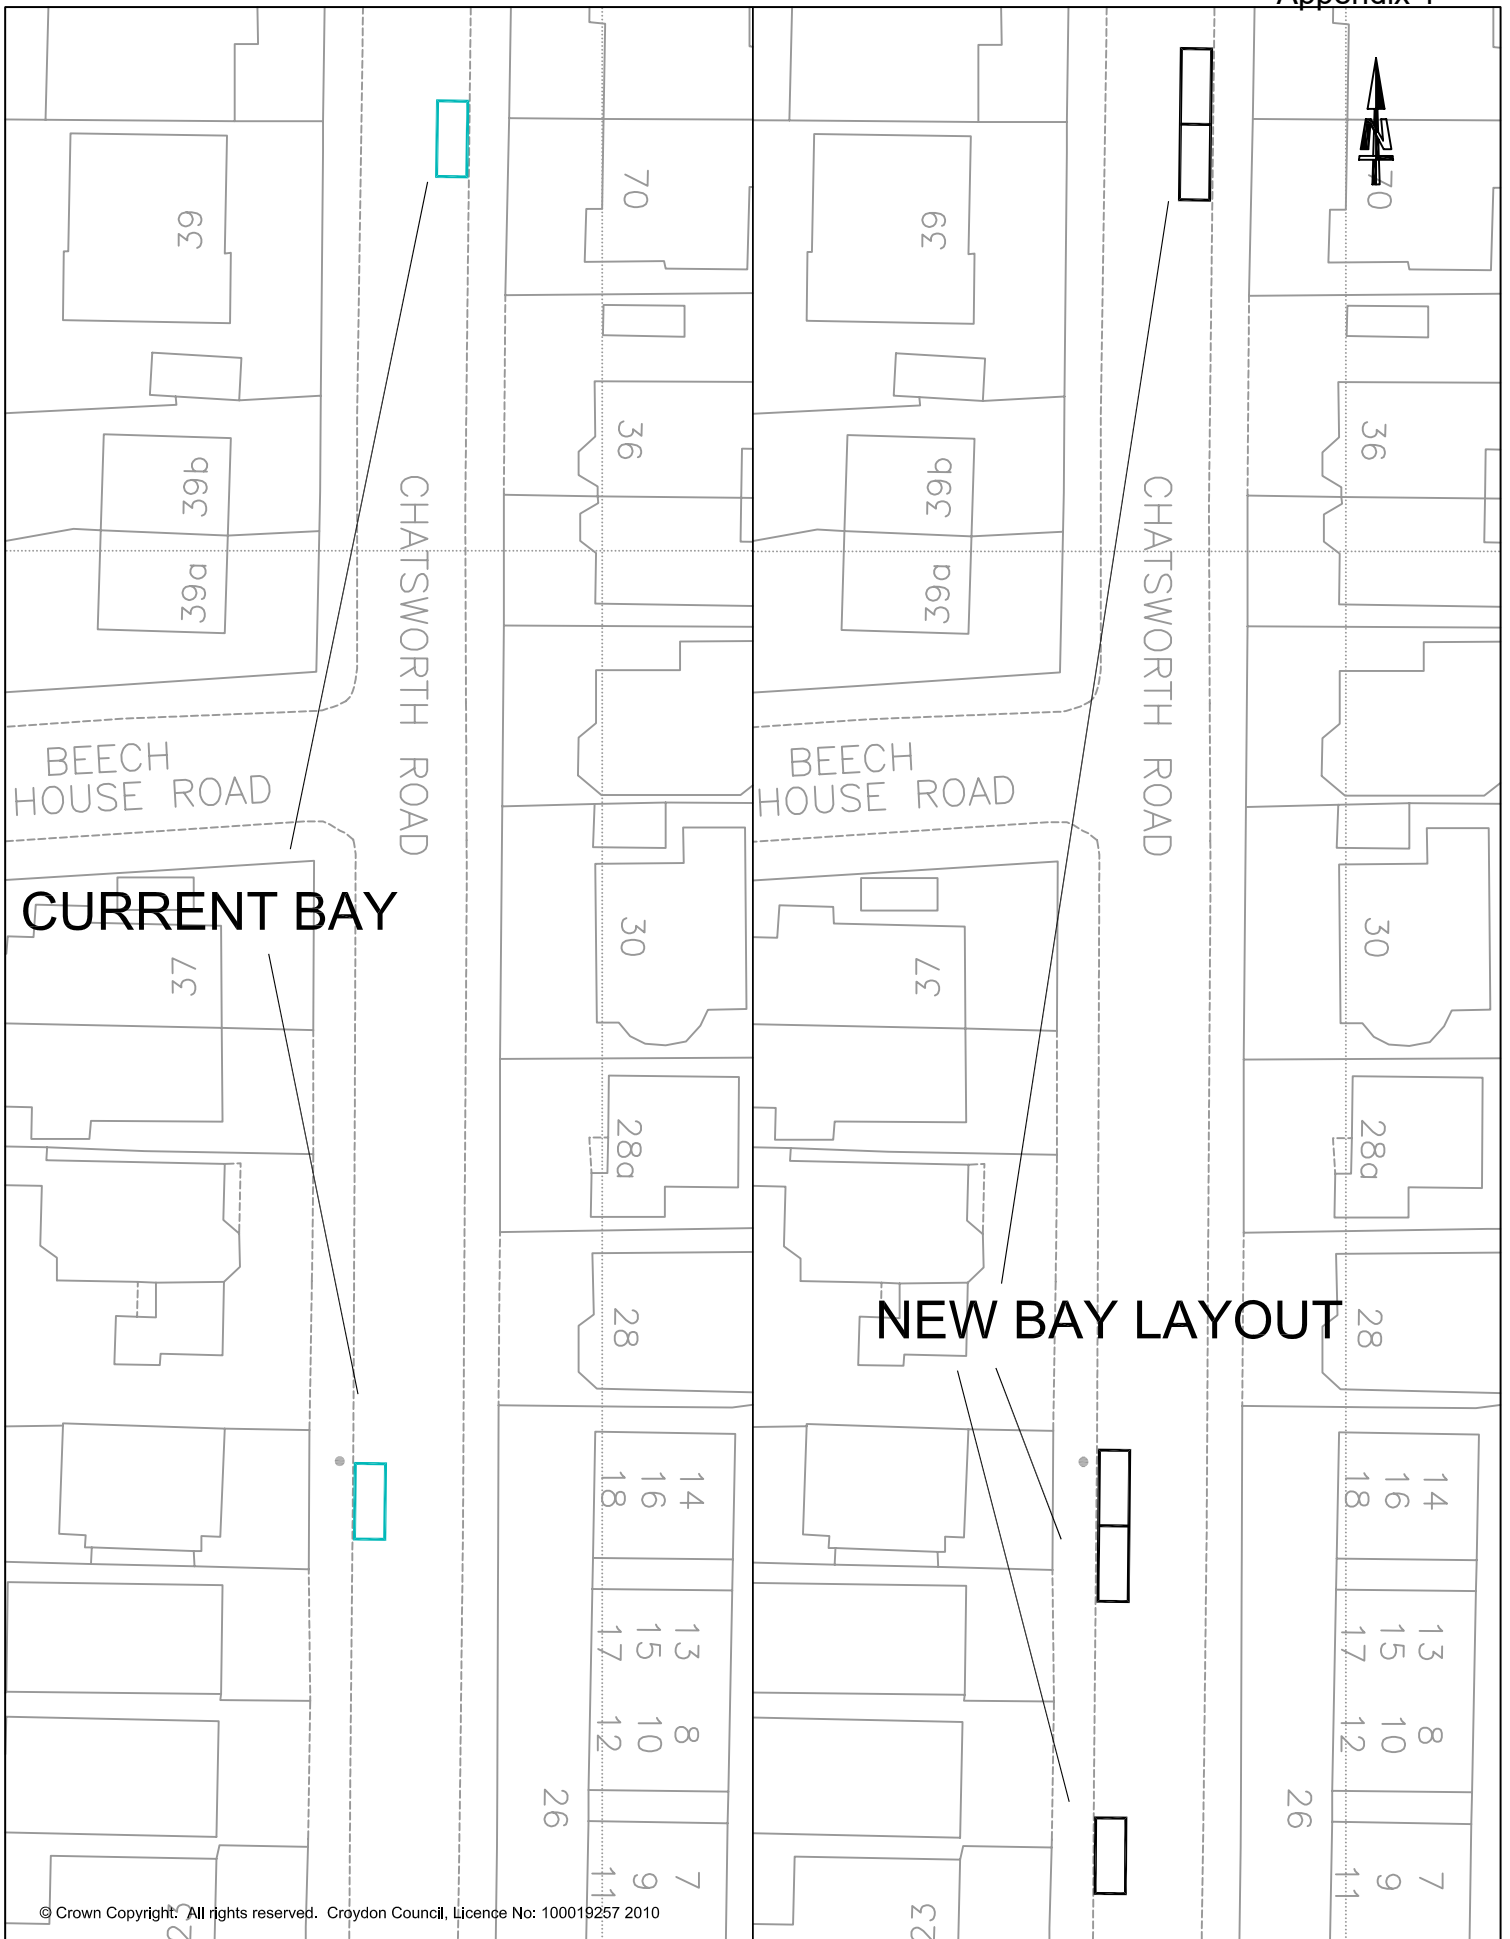 Appendix 1
39
70
36
39b
39a
CHATSWORTH ROAD
BEECH
HOUSE ROAD
CURRENT BAY
37
30
28a
28
14
16
18
13
15
17
8
10
12
26
7
9
11
23
© Crown Copyright. All rights reserved. Croydon Council, Licence No: 100019257 2010
N
39
70
36
39b
39a
CHATSWORTH ROAD
BEECH
HOUSE ROAD
37
30
28a
NEW BAY LAYOUT
28
14
16
18
13
15
17
8
10
12
26
7
9
11
23